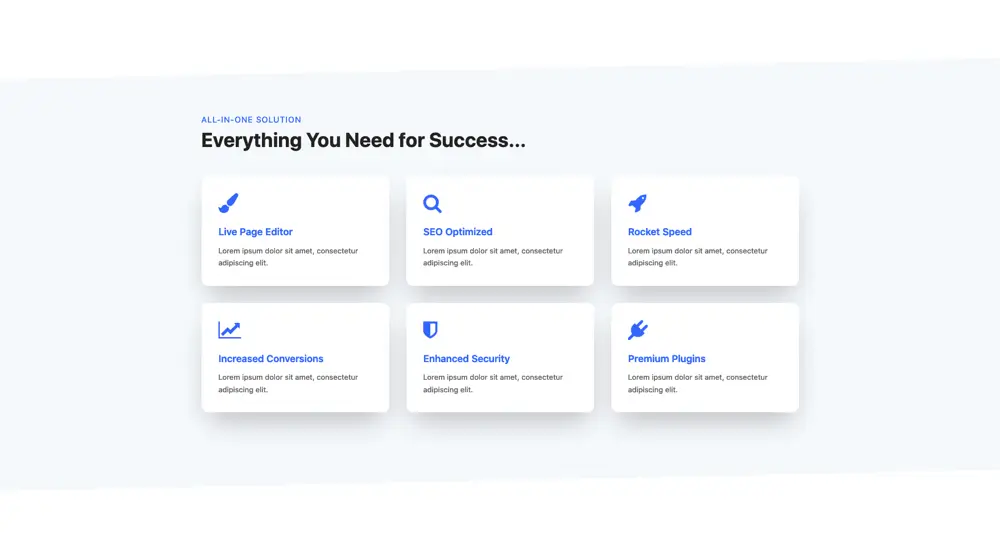 ALL-IN-ONE SOLUTION
Everything You Need for Success...
Live Page Editor
Lorem ipsum dolor sit amet, consectetur
adipiscing elit.
SEO Optimized
Lorem ipsum dolor sit amet, consectetur
adipiscing elit.
Rocket Speed
Lorem ipsum dolor sit amet, consectetur
adipiscing elit.
Increased Conversions
Lorem ipsum dolor sit amet, consectetur
adipiscing elit.
Enhanced Security
Lorem ipsum dolor sit amet, consectetur
adipiscing elit.
Premium Plugins
Lorem ipsum dolor sit amet, consectetur
adipiscing elit.